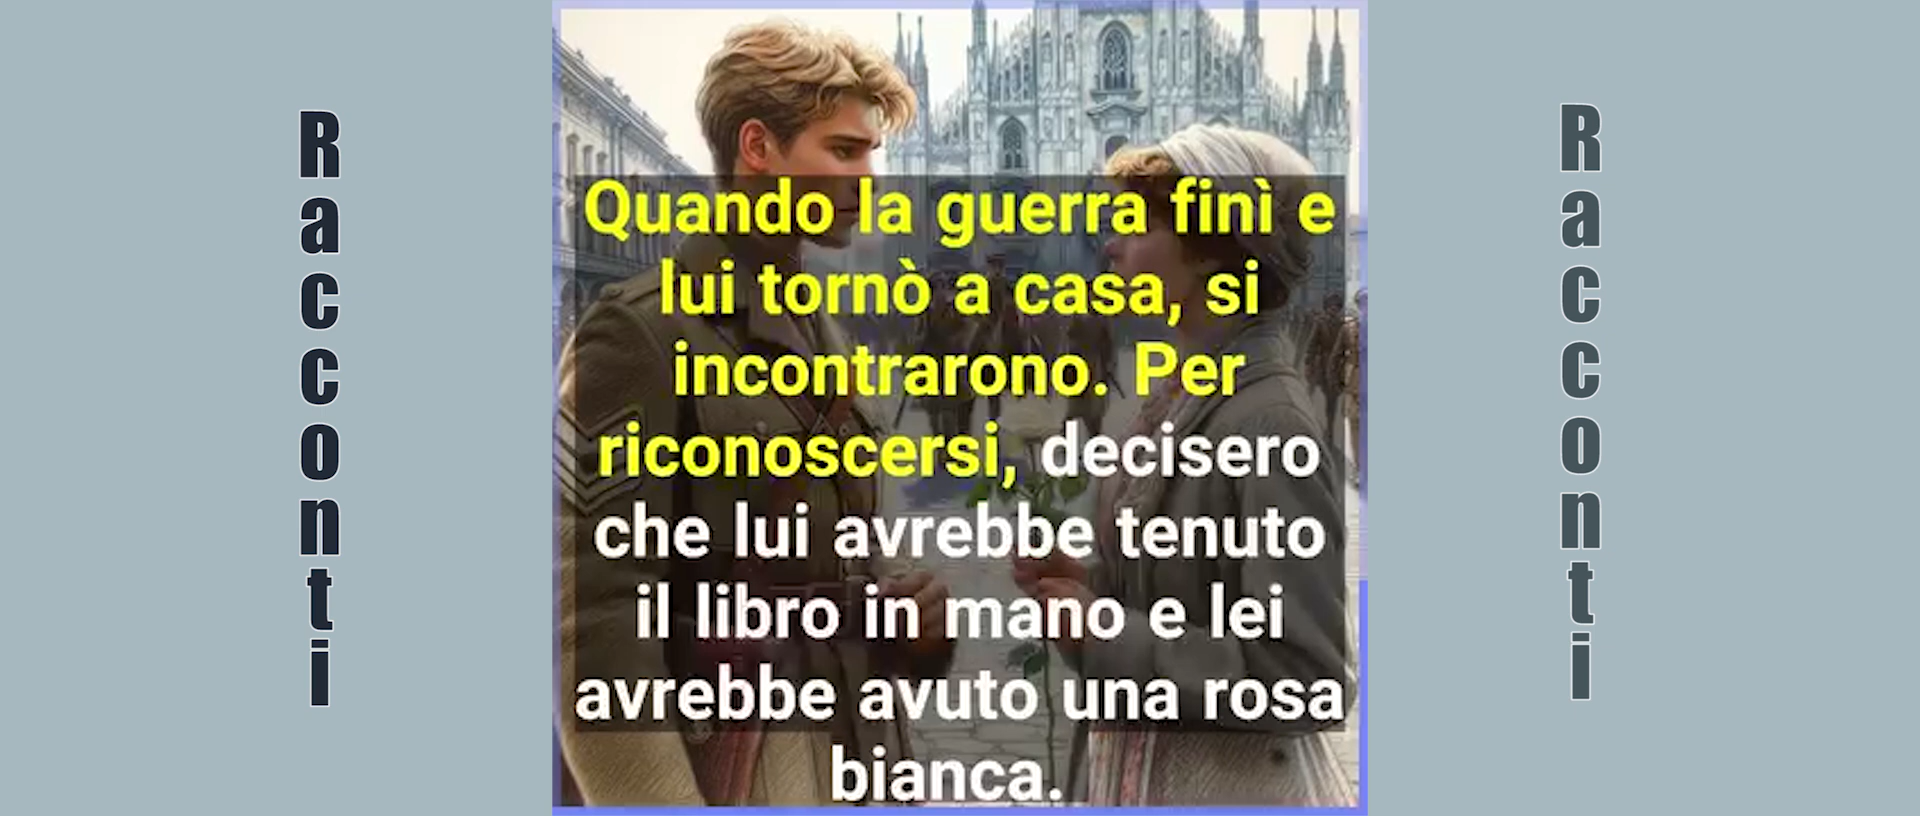 Racconti
Quando la guerra finì e
lui tornò a casa, si
incontrarono. Per
riconoscersi, decisero
che lui avrebbe tenuto
il libro in mano e lei
avrebbe avuto una rosa
bianca.
Racconti